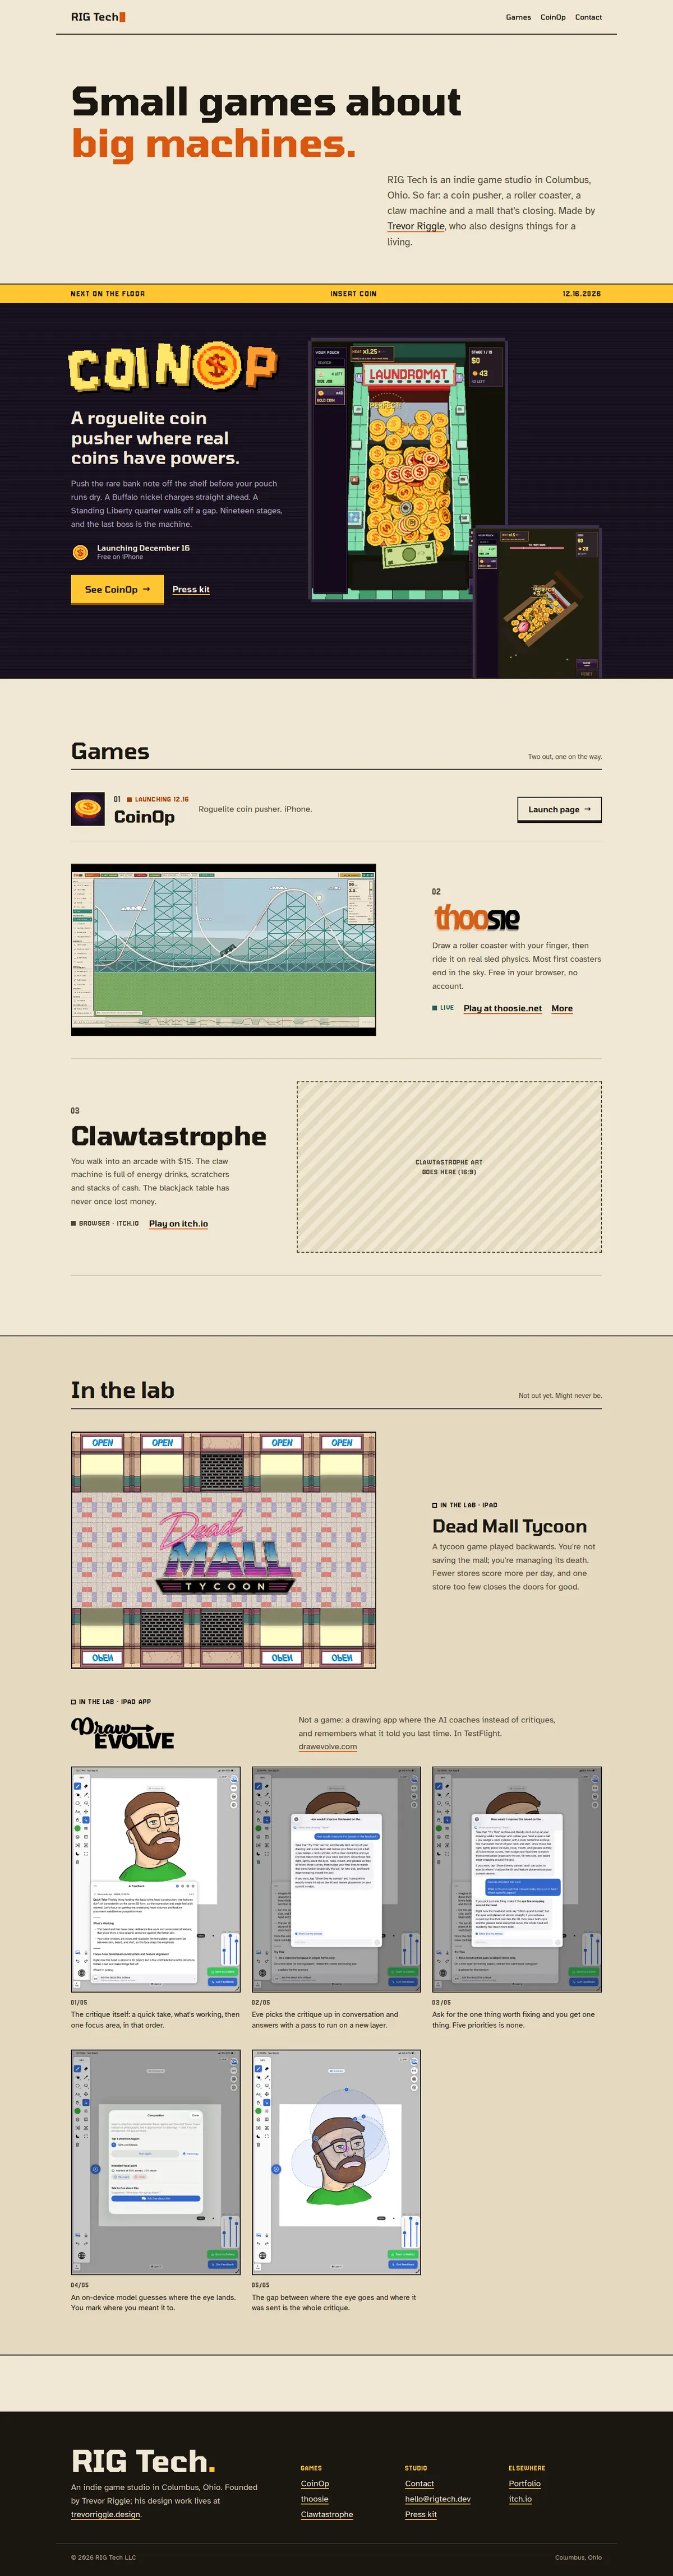 RIG Tech
Games CoinOp Contact
Small games about
big machines.
RIG Tech is an indie game studio in Columbus,
Ohio. So far: a coin pusher, a roller coaster, a
claw machine and a mall that's closing. Made by
Trevor Riggle, who also designs things for a
living.
NEXT ON THE FLOOR INSERT COIN 12.16.2026
COINOP
A roguelite coin
pusher where real
coins have powers.
Push the rare bank note off the shelf before your pouch
runs dry. A Buffalo nickel charges straight ahead. A
Standing Liberty quarter walks off a gap. Nineteen stages,
and the last boss is the machine.
Launching December 16
Free on iPhone
See CoinOp →
Press kit
YOUR POUCH
HEAT x1.25
STAGE 1/15
$0
43
LAUNDROMAT
PERFECT!
SIDE JOB
HOLD COIN
Games
Two out, one on the way.
01 LAUNCHING 12.16
CoinOp
Roguelite coin pusher. iPhone.
Launch page →
02
thoosie
Draw a roller coaster with your finger, then
ride it on real sled physics. Most first coasters
end in the sky. Free in your browser, no
account.
LIVE Play at thoosie.net More
03
Clawtastrophe
You walk into an arcade with $15. The claw
machine is full of energy drinks, scratchers
and stacks of cash. The blackjack table has
never once lost money.
BROWSER · ITCH.IO Play on itch.io
CLAWTASTROPHE ART
GOES HERE (16:9)
In the lab
Not out yet. Might never be.
OPEN OPEN OPEN OPEN
Dead
MALL
TYCOON
OPEN OPEN OPEN OPEN
IN THE LAB · IPAD
Dead Mall Tycoon
A tycoon game played backwards. You're not
saving the mall; you're managing its death.
Fewer stores score more per day, and one
store too few closes the doors for good.
IN THE LAB · IPAD APP
Draw
EVOLVE
Not a game: a drawing app where the AI coaches instead of critiques,
and remembers what it told you last time. In TestFlight.
drawevolve.com
01/05
The critique itself: a quick take, what's working, then
one focus area, in that order.
02/05
Eve picks the critique up in conversation and
answers with a pass to run on a new layer.
03/05
Ask for the one thing worth fixing and you get one
thing. Five priorities is none.
04/05
An on-device model guesses where the eye lands.
You mark where you meant it to.
05/05
The gap between where the eye goes and where it
was sent is the whole critique.
RIG Tech.
An indie game studio in Columbus, Ohio. Founded
by Trevor Riggle; his design work lives at
trevorriggle.design.
GAMES
CoinOp
thoosie
Clawtastrophe
STUDIO
Contact
hello@rigtech.dev
Press kit
ELSEWHERE
Portfolio
itch.io
© 2026 RIG Tech LLC
Columbus, Ohio